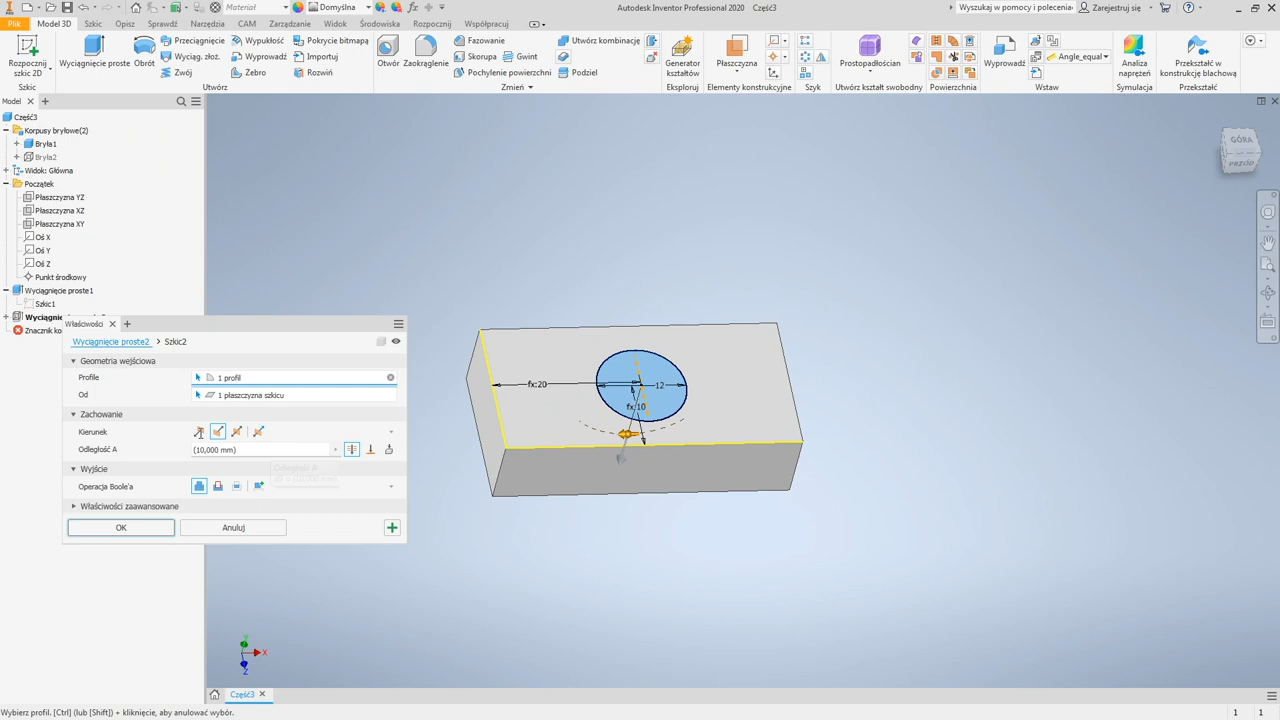 Materiał
Domyślna
Autodesk Inventor Professional 2020 Część3
Wyszukaj w pomocy i poleceniach
Zarejestruj się
Plik Model 3D Szkic Opisz Sprawdź Narzędzia CAM Zarządzanie Widok Środowiska Rozpocznij Współpracuj
Rozpocznij szkic 2D
Szkic
Wyciągnięcie proste
Obrót
Przeciągnięcie
Wyciąg. złoż.
Zwój
Wypukłość
Wyprowadź
Żebro
Pokrycie bitmapą
Importuj
Rozwiń
Utwórz
Otwór
Zaokrąglenie
Fazowanie
Skorupa
Gwint
Pochylenie powierzchni
Utwórz kombinację
Podziel
Zmień
Generator kształtów
Eksploruj
Płaszczyzna
Elementy konstrukcyjne
Szyk
Prostopadłościan
Utwórz kształt swobodny
Powierzchnia
Wyprowadź
Angle_equal
Wstaw
Analiza naprężeń
Symulacja
Przekształć w konstrukcję blachową
Przekształć
Model
Część3
Korpusy bryłowe(2)
Bryła1
Bryła2
Widok: Główna
Początek
Płaszczyzna YZ
Płaszczyzna XZ
Płaszczyzna XY
Oś X
Oś Y
Oś Z
Punkt środkowy
Wyciągnięcie proste1
Szkic1
Znacznik ko
Właściwości
Wyciągnięcie proste2 > Szkic2
Geometria wejściowa
Profile 1 profil
Od 1 płaszczyzna szkicu
Zachowanie
Kierunek
Odległość A (10,000 mm)
Odległość A
Wyjście
Operacja Boole'a
Właściwości zaawansowane
OK Anuluj
fx:20
12
fx:10
GÓRA
PRZÓD
Y
X
Z
Część3
Wybierz profil. [Ctrl] (lub [Shift]) + kliknięcie, aby anulować wybór.
1 1